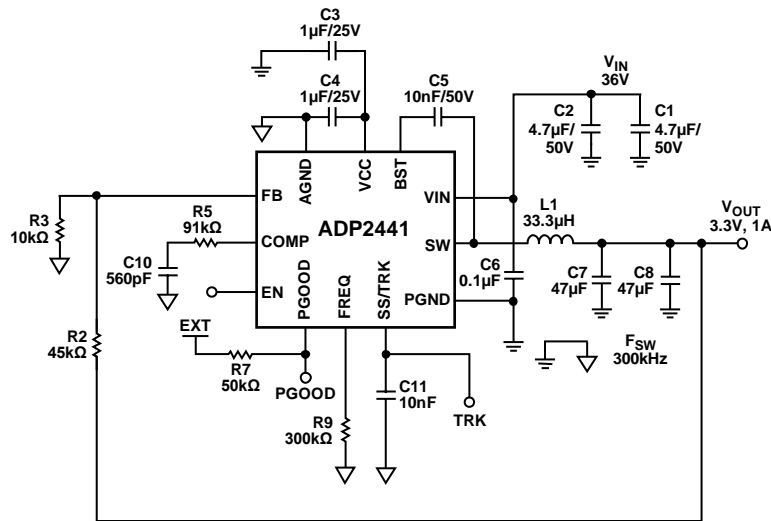 C3
1µF/25V
C4
1µF/25V
C5
10nF/50V
V_IN
36V
C2
4.7µF/
50V
C1
4.7µF/
50V
AGND
VCC
BST
FB
VIN
R3
10kΩ
R5
91kΩ
COMP
ADP2441
SW
L1
33.3µH
V_OUT
3.3V, 1A
C10
560pF
EN
PGOOD
FREQ
SS/TRK
PGND
C6
0.1µF
C7
47µF
C8
47µF
R2
45kΩ
EXT
R7
50kΩ
PGOOD
F_SW
300kHz
C11
10nF
TRK
R9
300kΩ